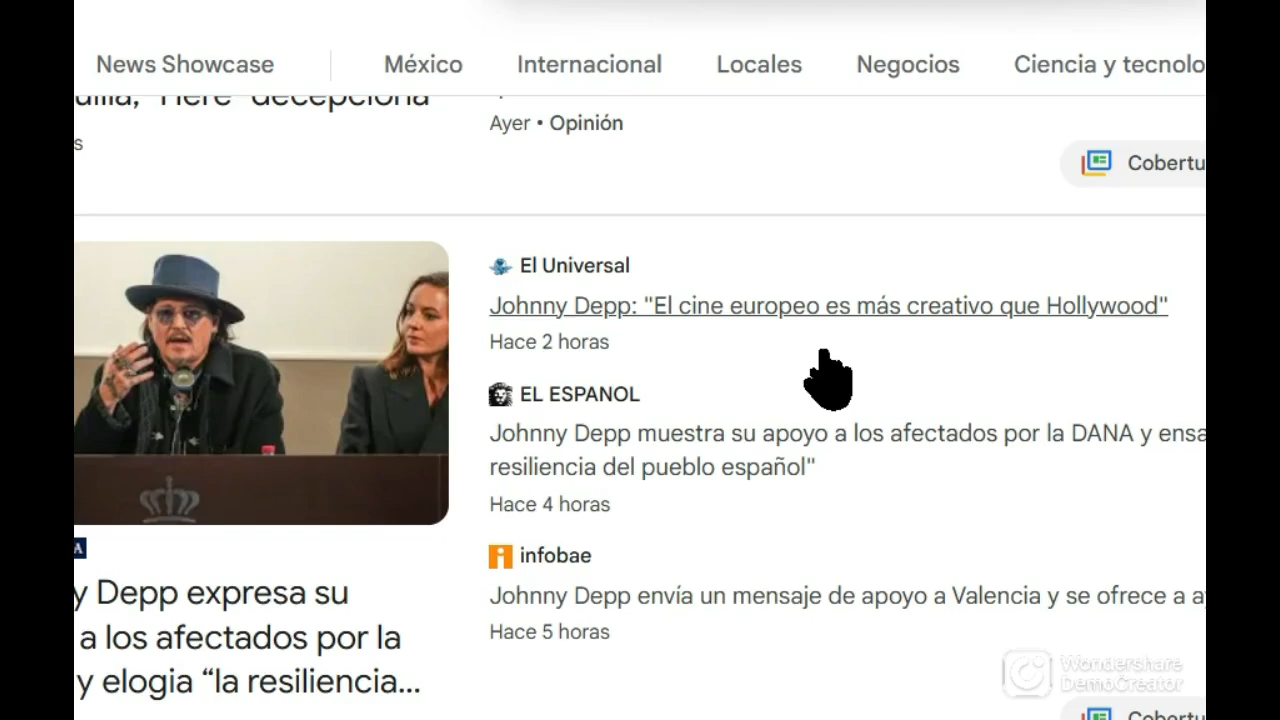 News Showcase México Internacional Locales Negocios Ciencia y tecnolo
"Here" decepciona
s
Ayer • Opinión
Cobertu
El Universal
Johnny Depp: "El cine europeo es más creativo que Hollywood"
Hace 2 horas
EL ESPANOL
Johnny Depp muestra su apoyo a los afectados por la DANA y ensa
resiliencia del pueblo español"
Hace 4 horas
infobae
Johnny Depp envía un mensaje de apoyo a Valencia y se ofrece a a
Hace 5 horas
A
y Depp expresa su
a los afectados por la
y elogia “la resiliencia...
Wondershare
DemoCreator
Cobertu